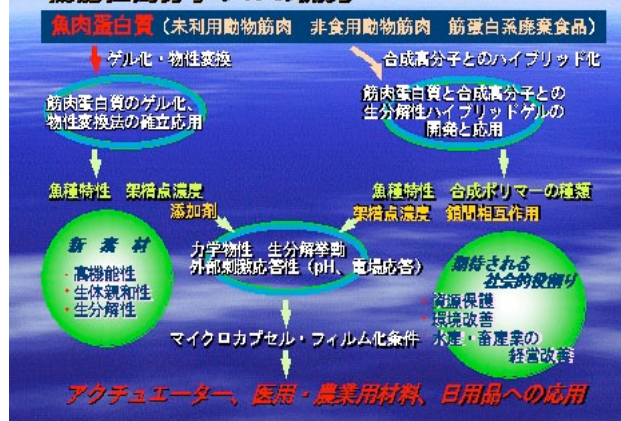 魚肉蛋白質（未利用動物筋肉　非食用動物筋肉　筋蛋白系廃棄食品）
ゲル化・物性変換
合成高分子とのハイブリッド化
筋肉蛋白質のゲル化、
物性変換法の確立応用
筋肉蛋白質と合成高分子との
生分解性ハイブリッドゲルの
開発と応用
魚種特性　架橋点濃度
添加剤
魚種特性　合成ポリマーの種類
架橋点濃度　鎖間相互作用
新素材
・高機能性
・生体親和性
・生分解性
力学物性　生分解挙動
外部刺激応答性（pH、電場応答）
期待される
社会的役割り
・資源保護
・環境改善
・水産・畜産業の
経営改善
マイクロカプセル・フィルム化条件
アクチュエーター、医用・農業用材料、日用品への応用